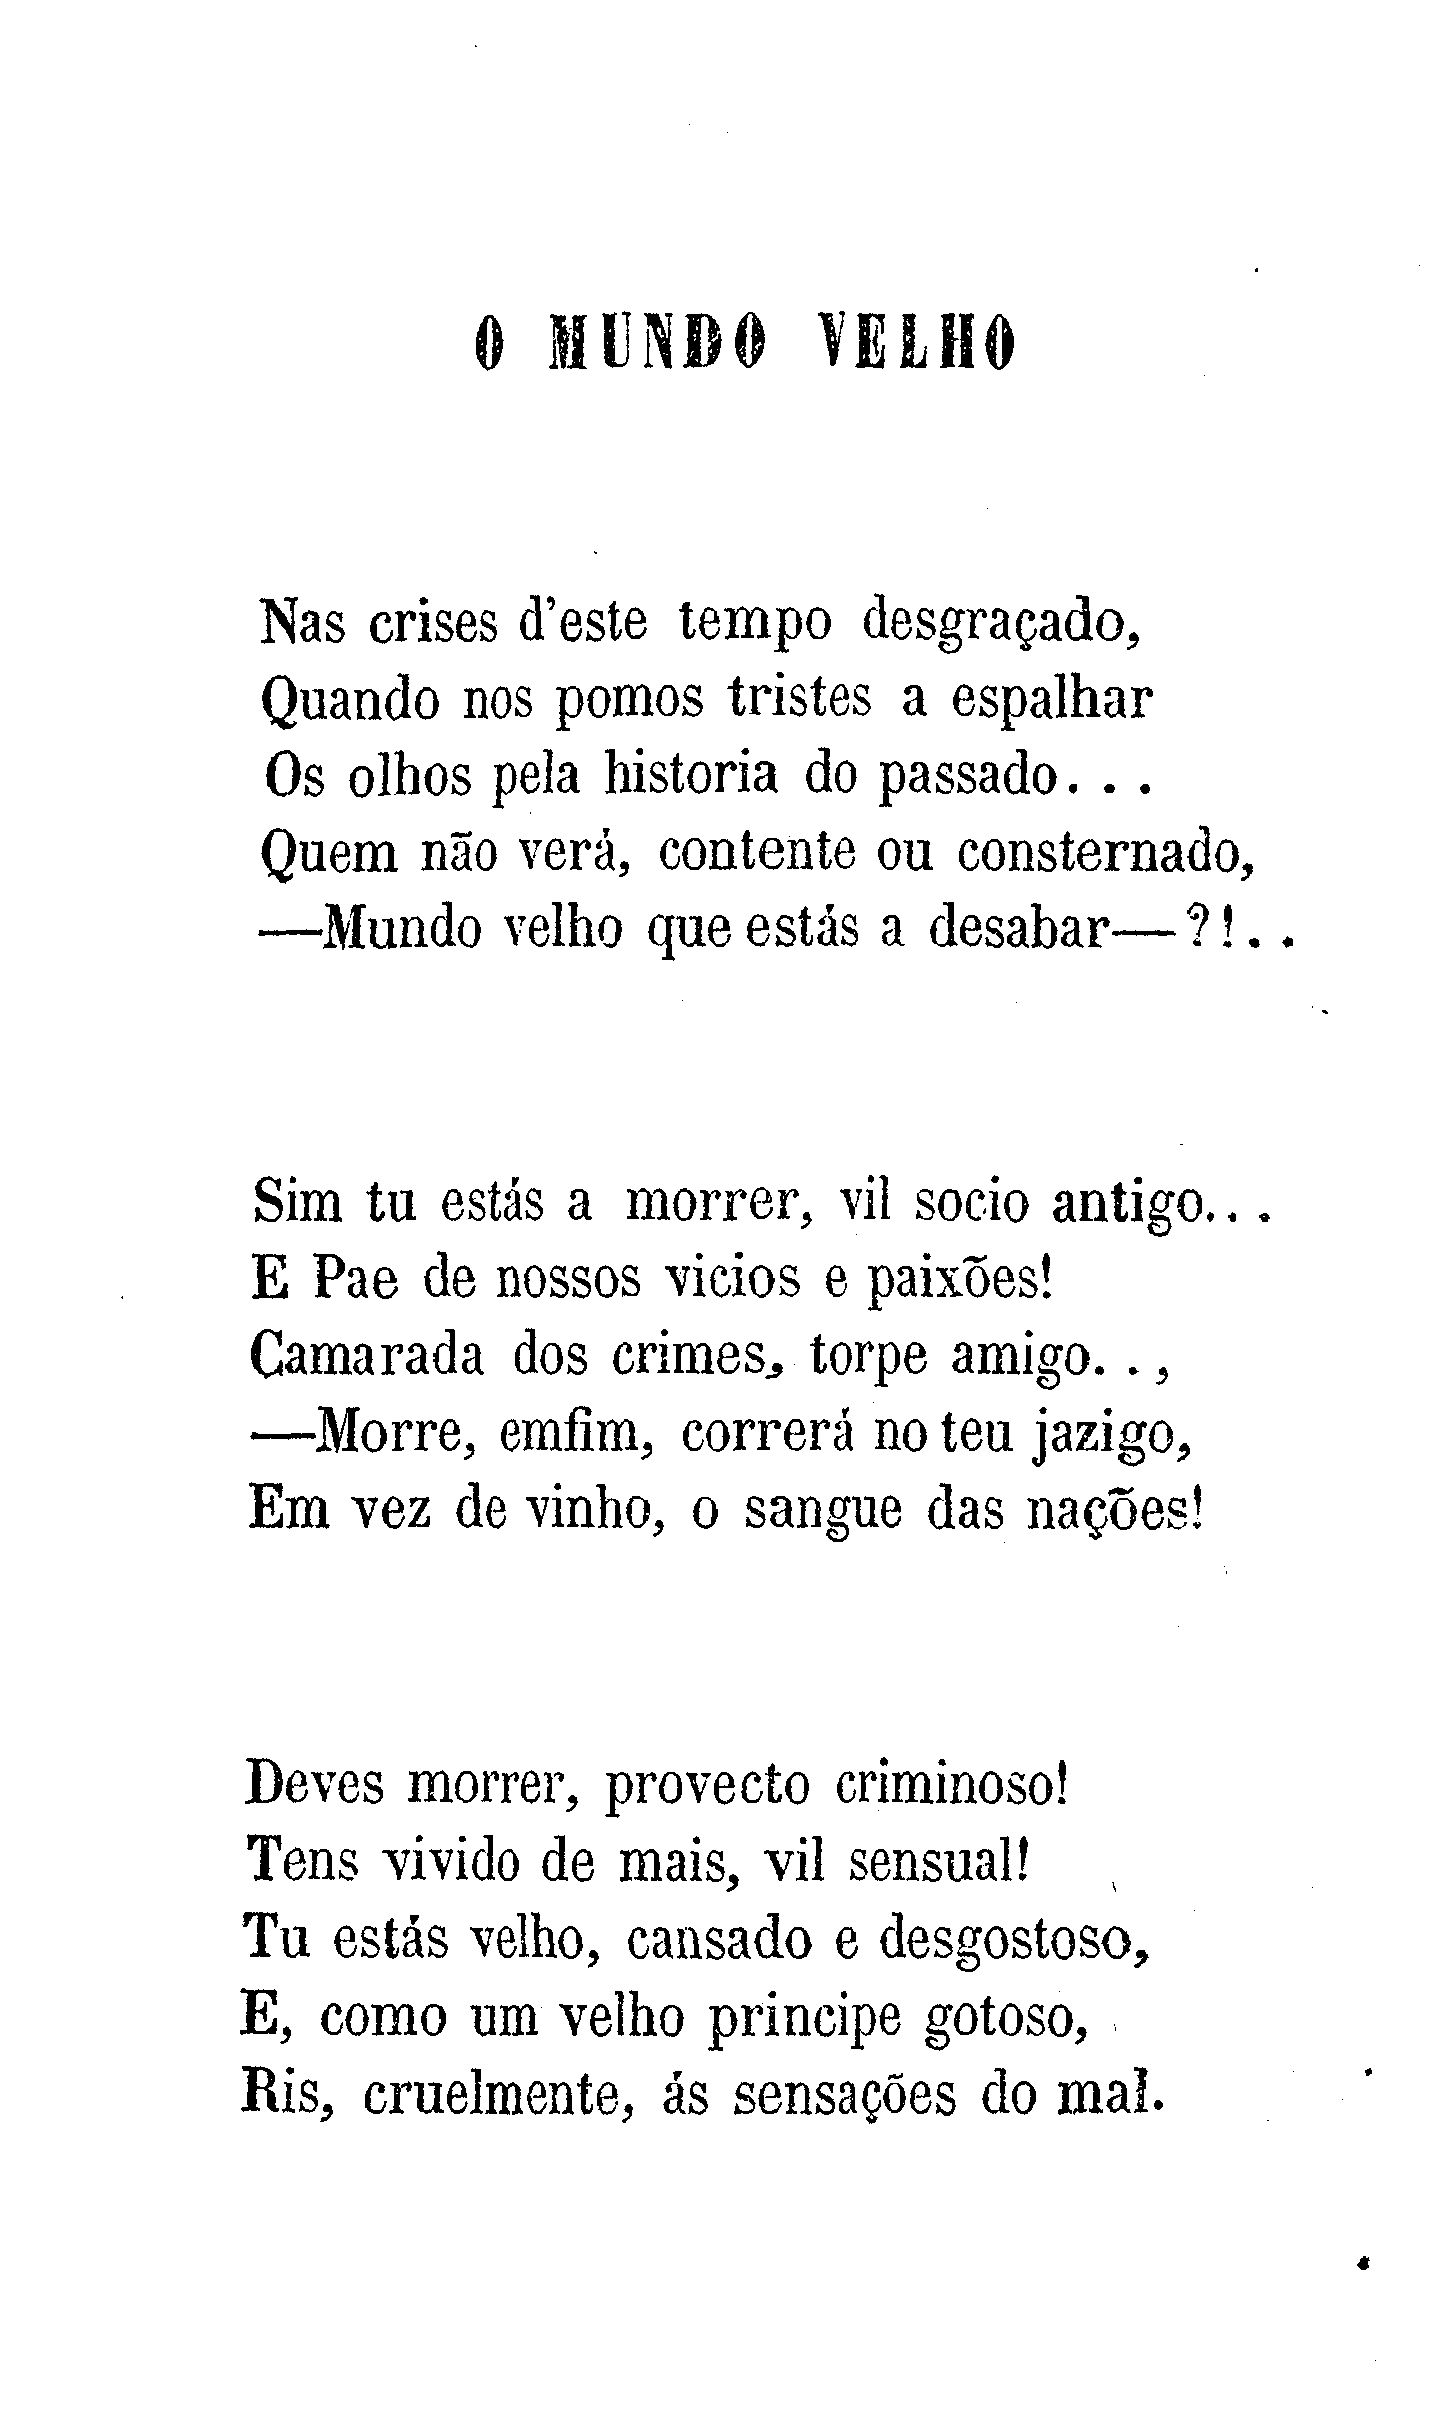 O MUNDO VELHO
Nas crises d'este tempo desgraçado,
Quando nos pomos tristes a espalhar
Os olhos pela historia do passado...
Quem não verá, contente ou consternado,
—Mundo velho que estás a desabar—?!..
Sim tu estás a morrer, vil socio antigo...
E Pae de nossos vicios e paixões!
Camarada dos crimes, torpe amigo..,
—Morre, emfim, correrá no teu jazigo,
Em vez de vinho, o sangue das nações!
Deves morrer, provecto criminoso!
Tens vivido de mais, vil sensual!
Tu estás velho, cansado e desgostoso,
E, como um velho principe gotoso,
Ris, cruelmente, ás sensações do mal.